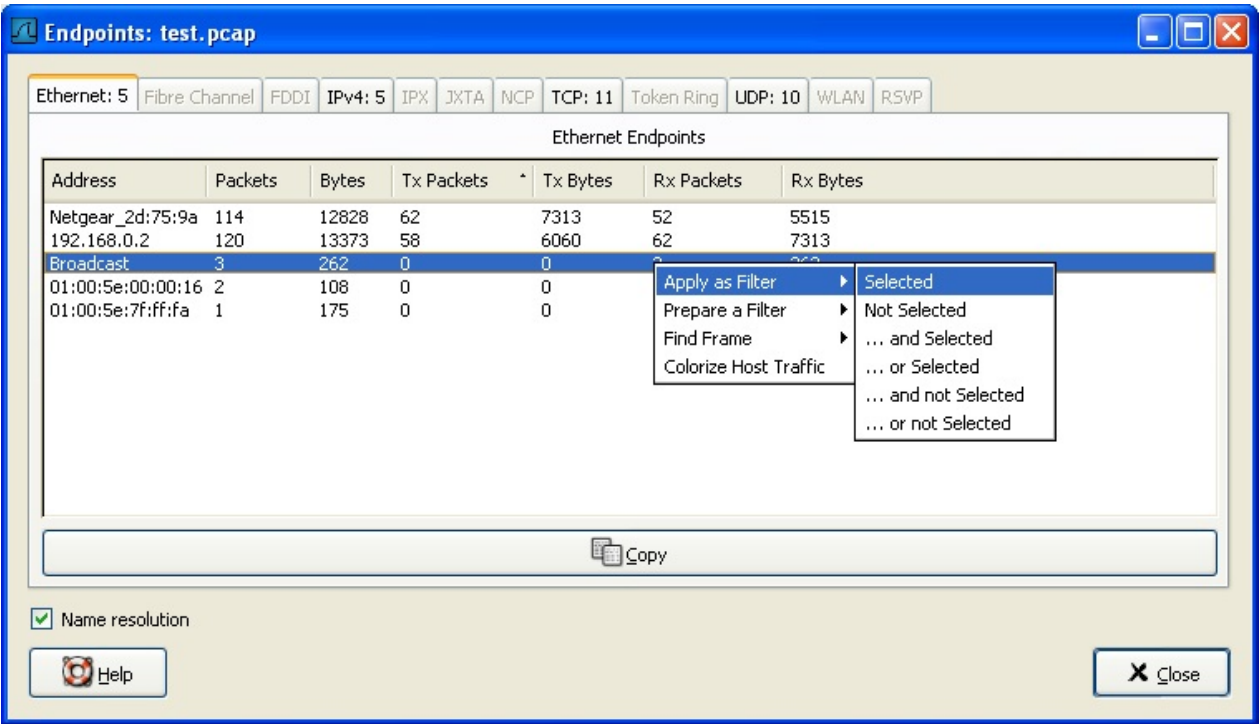 Endpoints: test.pcap
Ethernet: 5 Fibre Channel FDDI IPv4: 5 IPX JXTA NCP TCP: 11 Token Ring UDP: 10 WLAN RSVP
Ethernet Endpoints
Address Packets Bytes Tx Packets Tx Bytes Rx Packets Rx Bytes
Netgear_2d:75:9a 114 12828 62 7313 52 5515
192.168.0.2 120 13373 58 6060 62 7313
Broadcast 3 262 0 0
01:00:5e:00:00:16 2 108 0 0
01:00:5e:7f:ff:fa 1 175 0 0
Apply as Filter
Prepare a Filter
Find Frame
Colorize Host Traffic
Selected
Not Selected
... and Selected
... or Selected
... and not Selected
... or not Selected
Copy
Name resolution
Help
Close